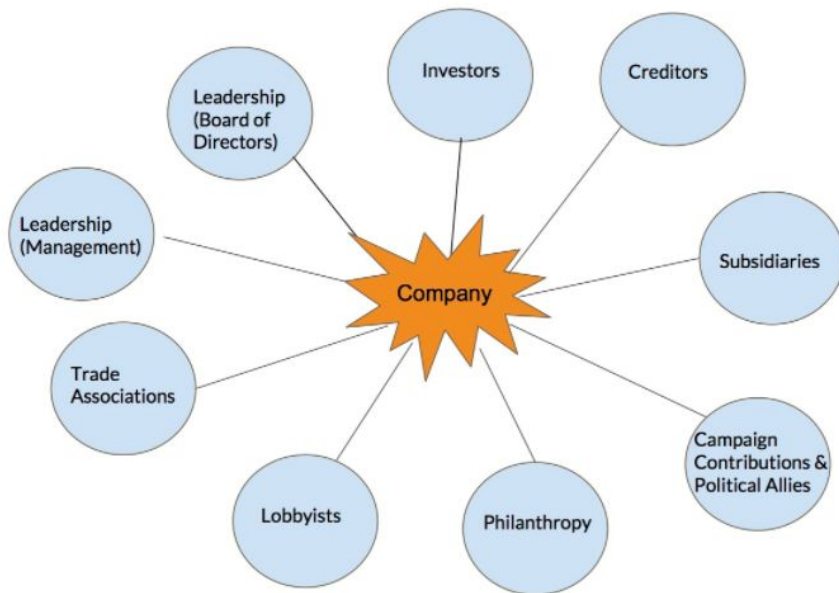 Investors
Creditors
Leadership
(Board of
Directors)
Leadership
(Management)
Subsidiaries
Company
Trade
Associations
Campaign
Contributions &
Political Allies
Lobbyists
Philanthropy